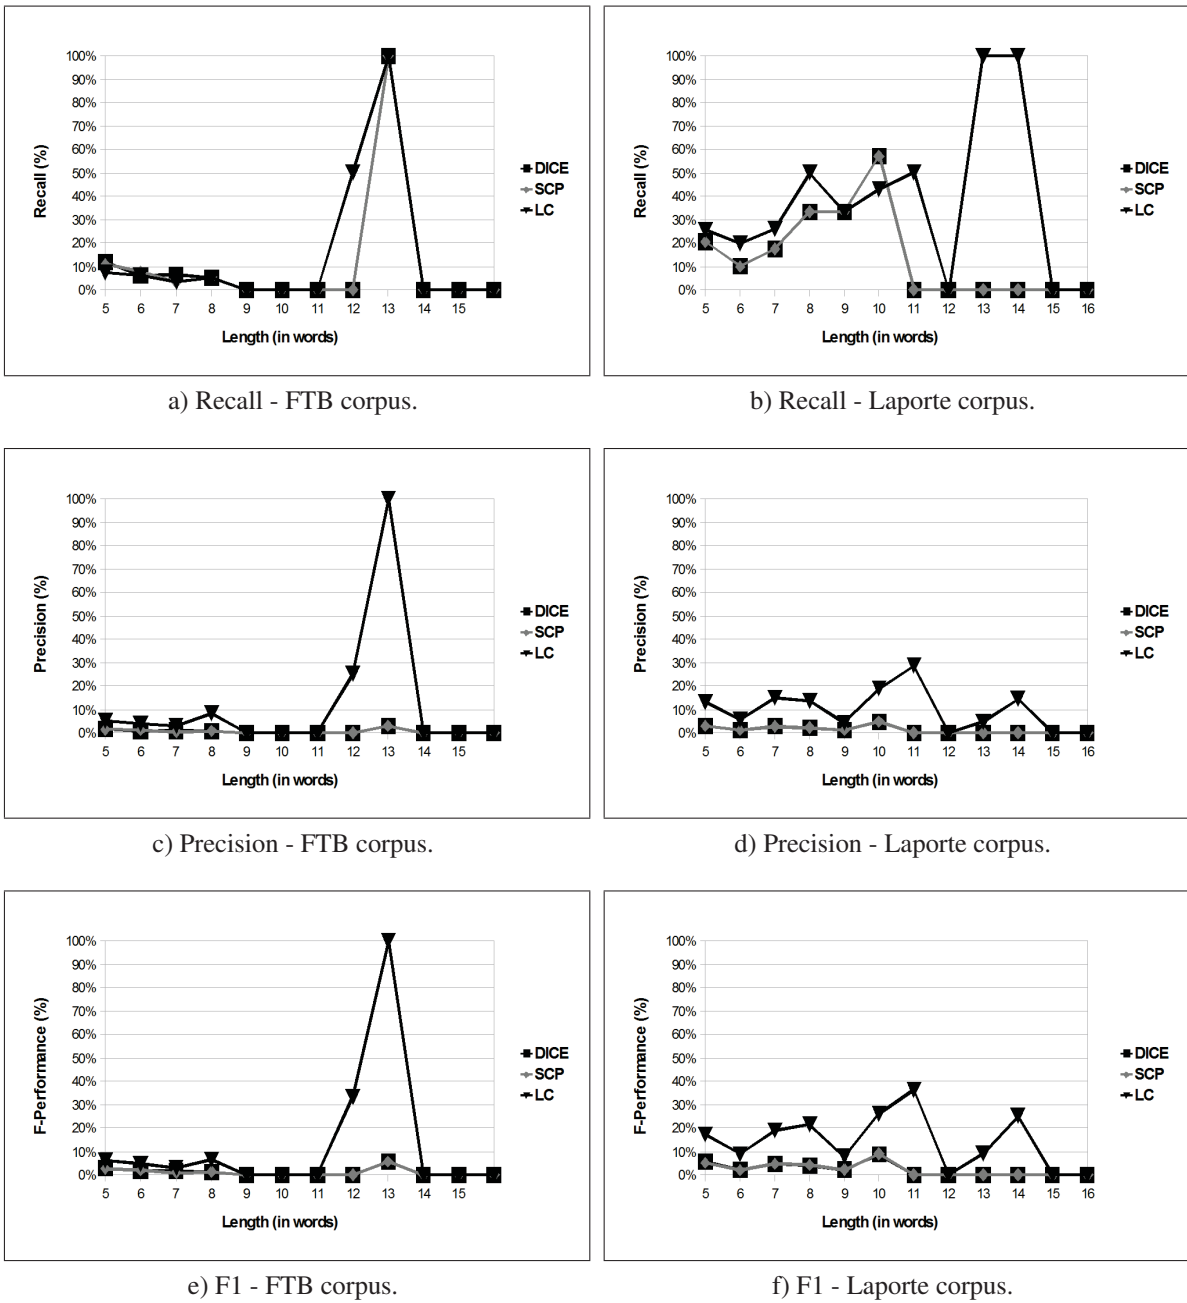 100%
90%
80%
70%
60%
50%
40%
30%
20%
10%
0%
Recall (%)
5 6 7 8 9 10 11 12 13 14 15
Length (in words)
DICE
SCP
LC
a) Recall - FTB corpus.
100%
90%
80%
70%
60%
50%
40%
30%
20%
10%
0%
Recall (%)
5 6 7 8 9 10 11 12 13 14 15 16
Length (in words)
DICE
SCP
LC
b) Recall - Laporte corpus.
100%
90%
80%
70%
60%
50%
40%
30%
20%
10%
0%
Precision (%)
5 6 7 8 9 10 11 12 13 14 15
Length (in words)
DICE
SCP
LC
c) Precision - FTB corpus.
100%
90%
80%
70%
60%
50%
40%
30%
20%
10%
0%
Precision (%)
5 6 7 8 9 10 11 12 13 14 15 16
Length (in words)
DICE
SCP
LC
d) Precision - Laporte corpus.
100%
90%
80%
70%
60%
50%
40%
30%
20%
10%
0%
F-Performance (%)
5 6 7 8 9 10 11 12 13 14 15
Length (in words)
DICE
SCP
LC
e) F1 - FTB corpus.
100%
90%
80%
70%
60%
50%
40%
30%
20%
10%
0%
F-Performance (%)
5 6 7 8 9 10 11 12 13 14 15 16
Length (in words)
DICE
SCP
LC
f) F1 - Laporte corpus.